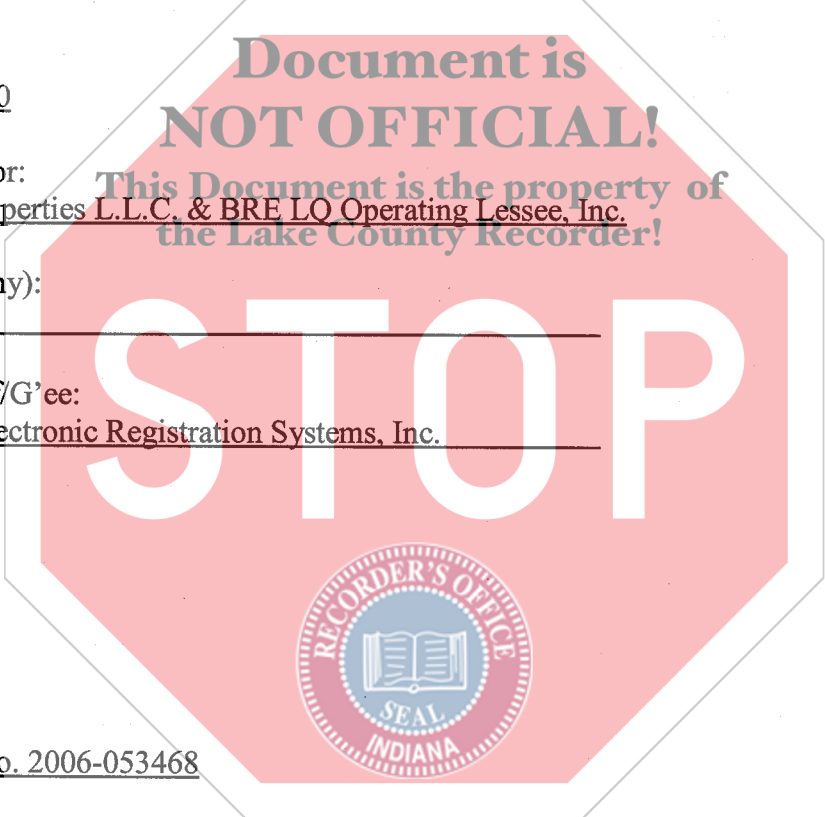 Document is
NOT OFFICIAL!
This Document is the property of
the Lake County Recorder!
0
or:
perties L.L.C. & BRE LQ Operating Lessee, Inc.
ny):
/G'ee:
ectronic Registration Systems, Inc.
STOP
RECORDER'S OFFICE
SEAL
INDIANA
o. 2006-053468